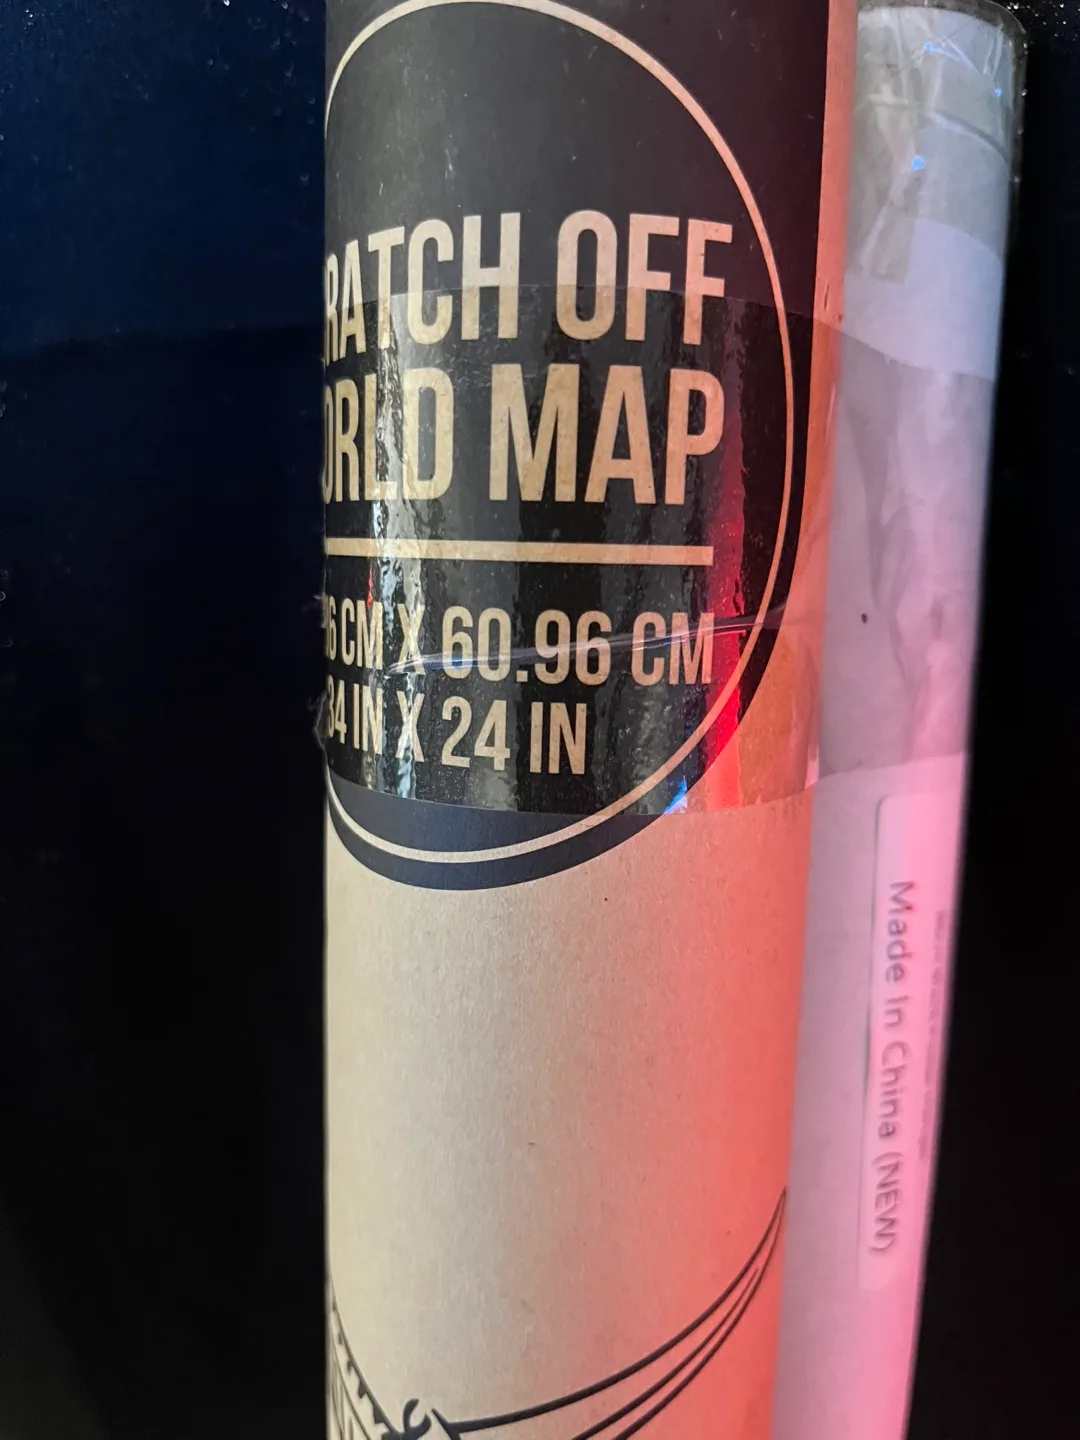 RATCH OFF
ORLD MAP
96 CM X 60.96 CM
34 IN X 24 IN
Made In China (NEW)